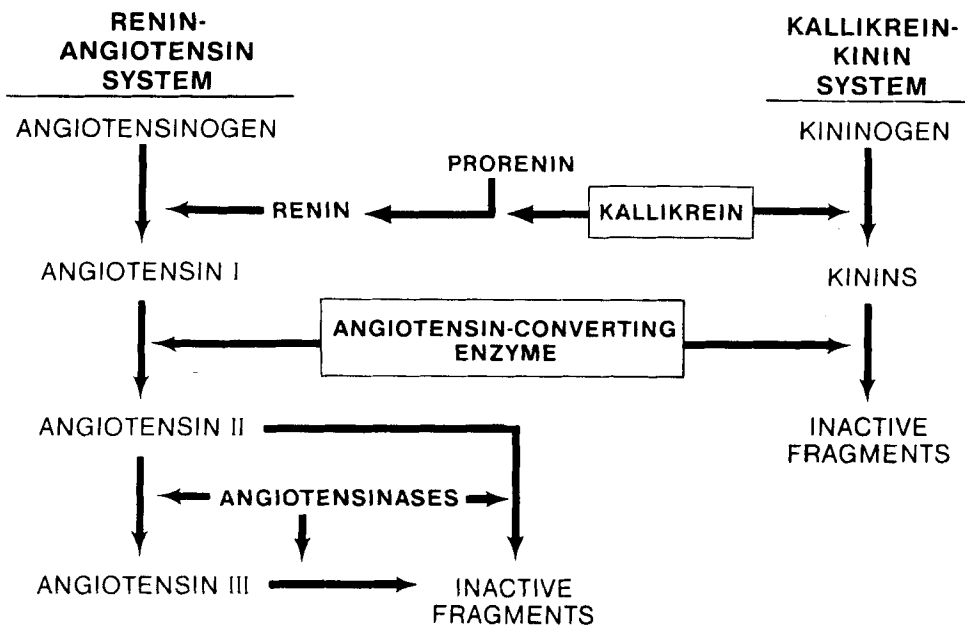 RENIN-
ANGIOTENSIN
SYSTEM
KALLIKREIN-
KININ
SYSTEM
ANGIOTENSINOGEN
KININOGEN
PRORENIN
RENIN
KALLIKREIN
ANGIOTENSIN I
KININS
ANGIOTENSIN-CONVERTING
ENZYME
ANGIOTENSIN II
INACTIVE
FRAGMENTS
ANGIOTENSINASES
ANGIOTENSIN III
INACTIVE
FRAGMENTS